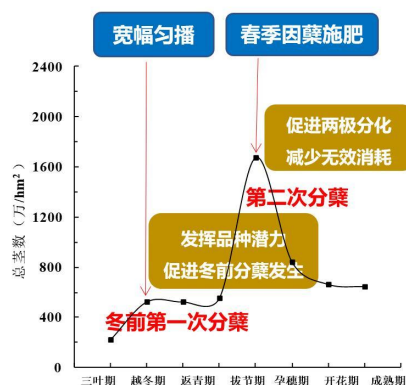 宽幅匀播
春季因蘖施肥
2400
2000
1600
1200
800
400
0
总茎数（万/hm²）
促进两极分化
减少无效消耗
第二次分蘖
发挥品种潜力
促进冬前分蘖发生
冬前第一次分蘖
三叶期 越冬期 返青期 拔节期 孕穗期 开花期 成熟期